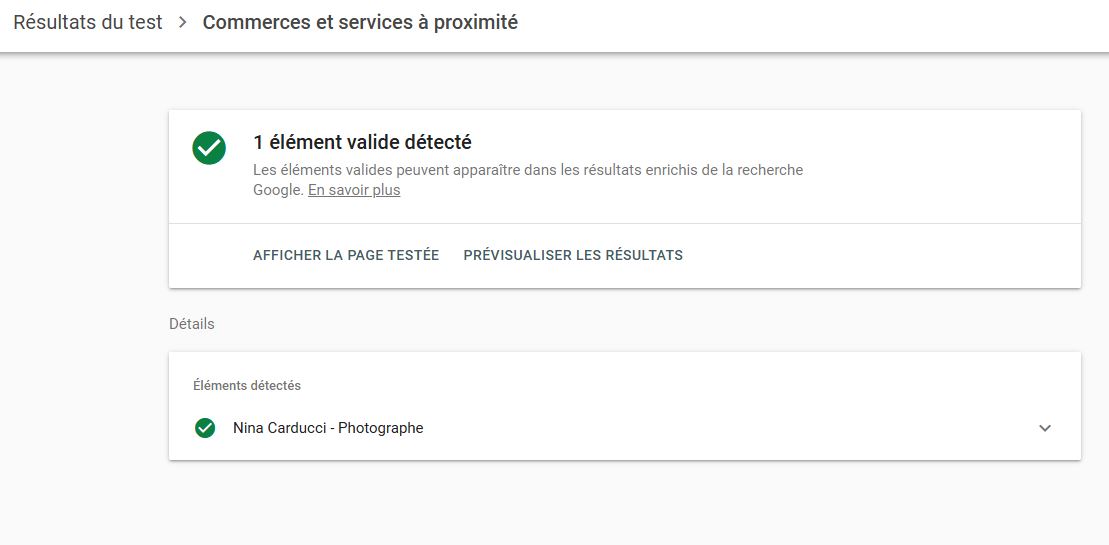 Résultats du test > Commerces et services à proximité
1 élément valide détecté
Les éléments valides peuvent apparaître dans les résultats enrichis de la recherche
Google. En savoir plus
AFFICHER LA PAGE TESTÉE PRÉVISUALISER LES RÉSULTATS
Détails
Éléments détectés
Nina Carducci - Photographe